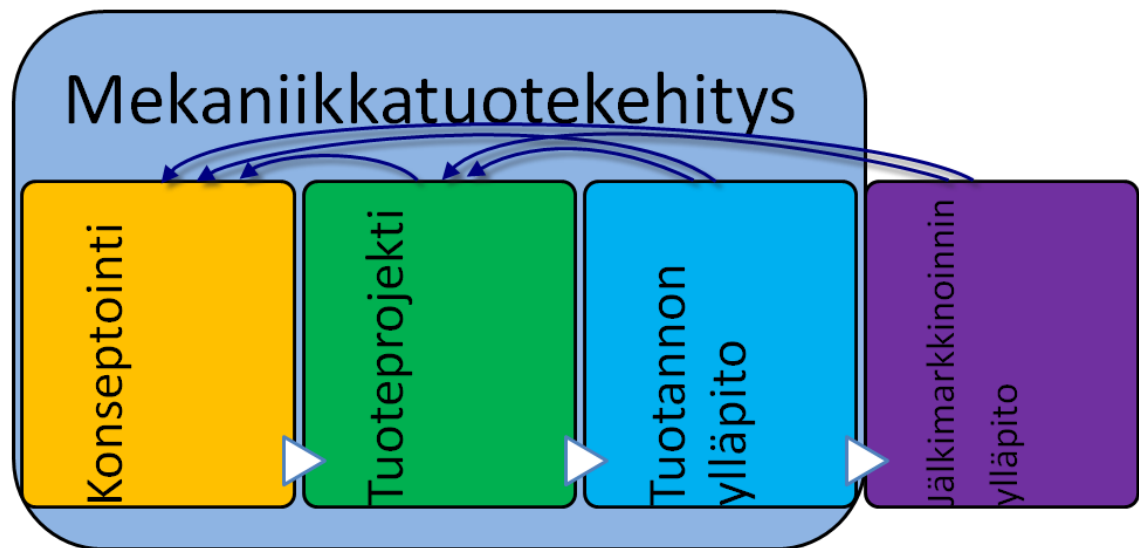 Mekaniikkatuotekehitys
Konseptointi
Tuoteprojekti
Tuotannon
ylläpito
Jälkimarkkinoinnin
ylläpito